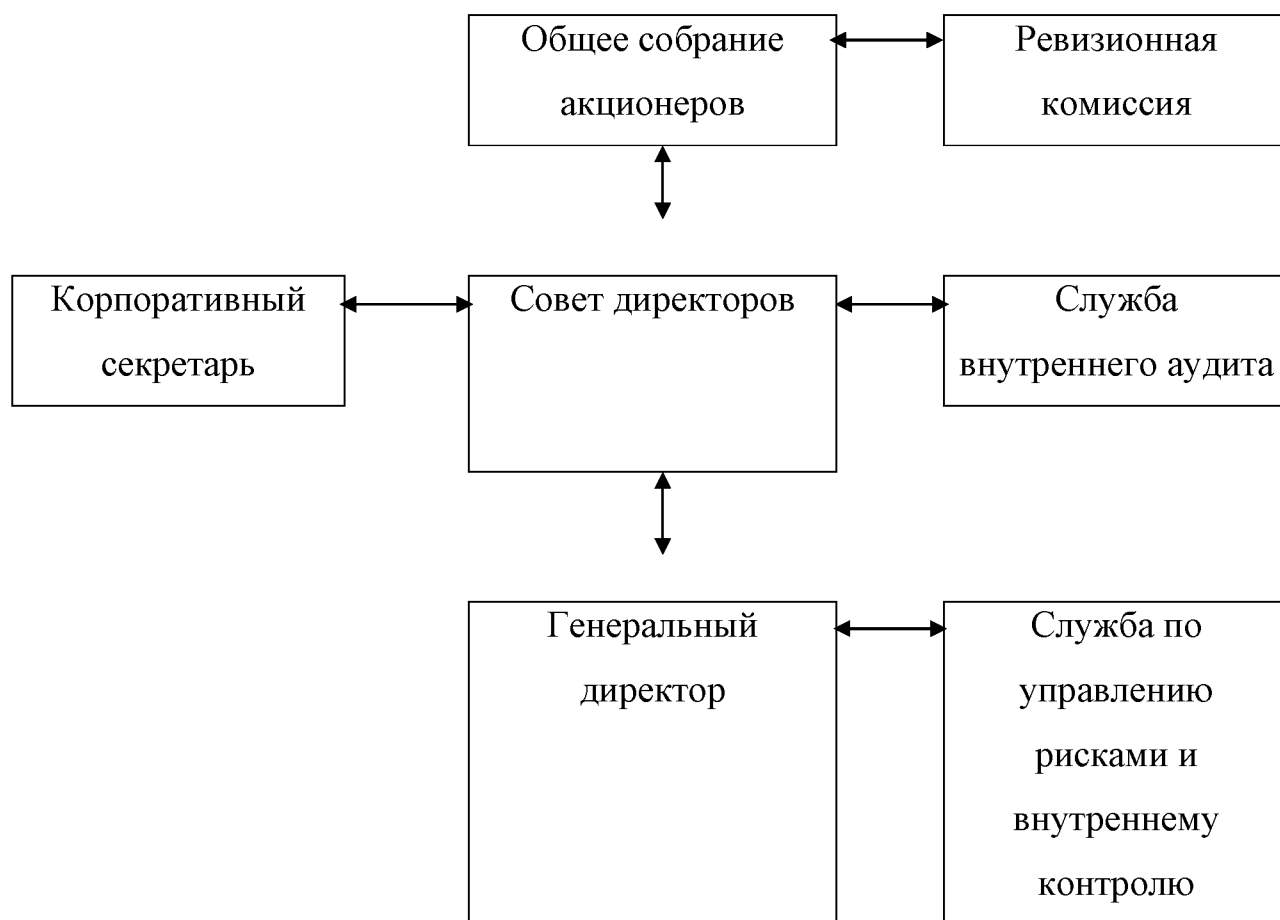 Общее собрание
акционеров
Ревизионная
комиссия
Корпоративный
секретарь
Совет директоров
Служба
внутреннего аудита
Генеральный
директор
Служба по
управлению
рисками и
внутреннему
контролю